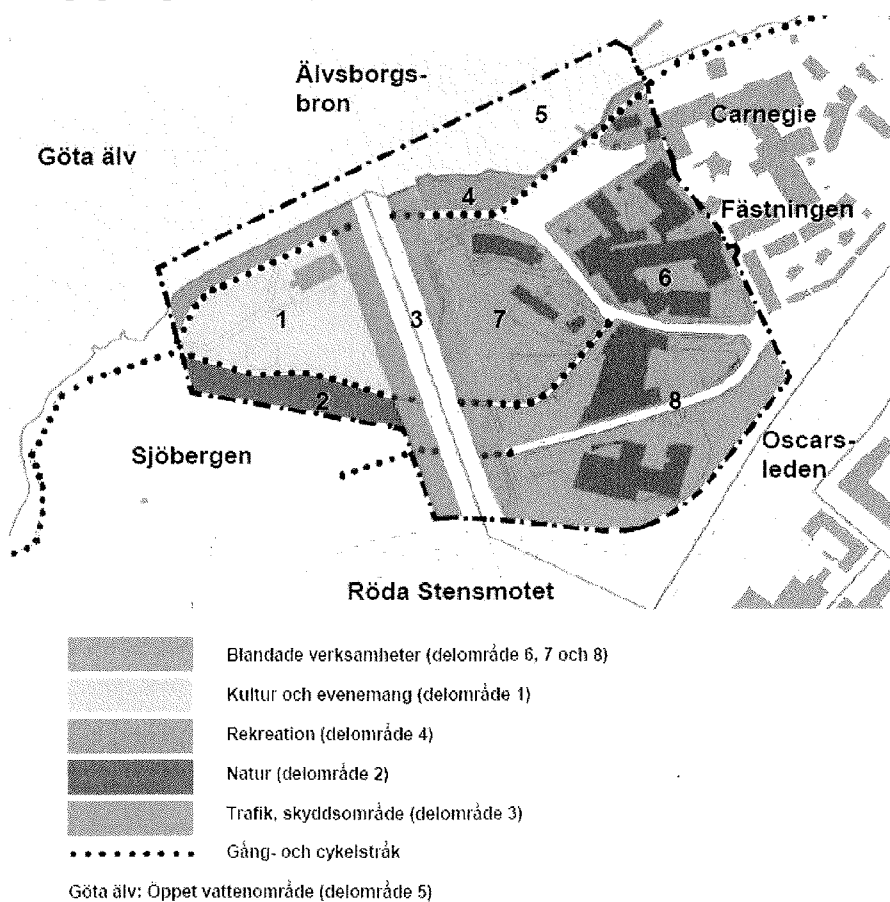 Älvsborgs-
bron
5
Carnegie
Göta älv
4
Fästningen
6
1
3
7
2
8
Sjöbergen
Oscars-
leden
Röda Stensmotet
Blandade verksamheter (delområde 6, 7 och 8)
Kultur och evenemang (delområde 1)
Rekreation (delområde 4)
Natur (delområde 2)
Trafik, skyddsområde (delområde 3)
Gång- och cykelstråk
Göta älv: Öppet vattenområde (delområde 5)